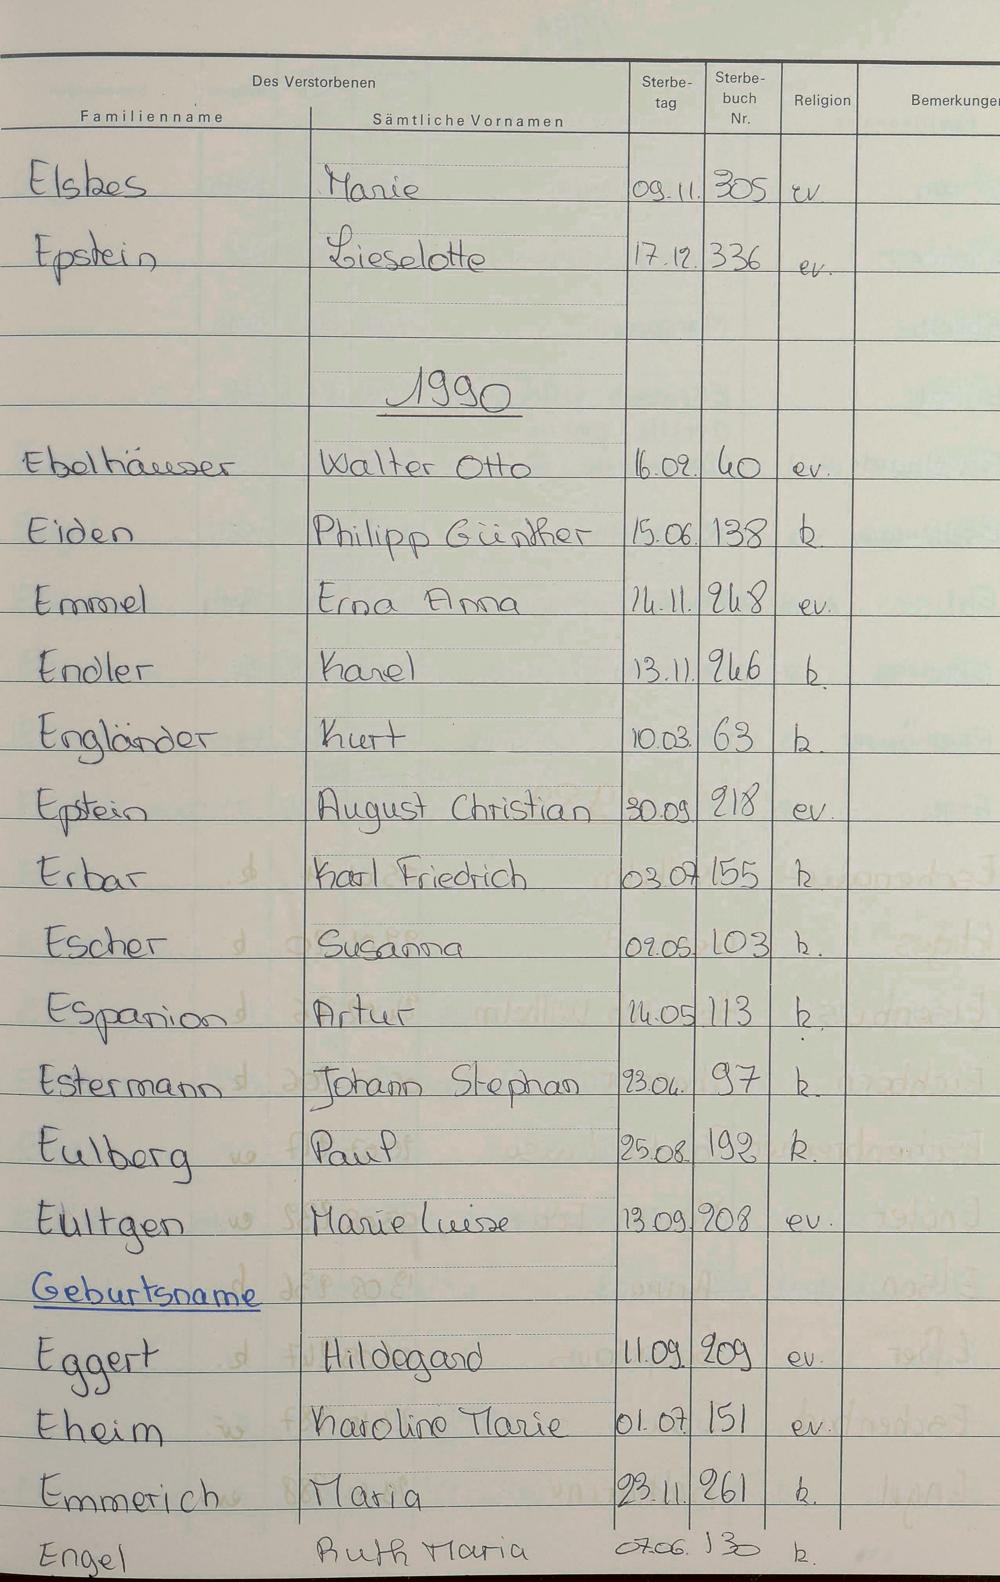 Des Verstorbenen
Familienname Sämtliche Vornamen Sterbe-tag Sterbe-buch Nr. Religion Bemerkungen
Elskes Marie 09.11. 305 ev
Epstein Lieselotte 17.12. 336 ev.
1990
Ebelhäuser Walter Otto 16.02. 40 ev.
Eiden Philipp Günther 15.06. 138 k.
Emmel Erna Anna 14.11. 248 ev.
Endler Karel 13.11. 246 k.
Engländer Kurt 10.03. 63 k.
Epstein August Christian 30.09. 218 ev.
Erbar Karl Friedrich 03.07 155 k
Escher Susanna 02.05. 103 k.
Espanion Artur 14.05 113 k.
Estermann Johann Stephan 23.04. 97 k.
Eulberg Paul 25.08. 192 k.
Eultgen Marie Luise 13.09. 208 ev.
Geburtsname
Eggert Hildegard 11.09. 209 ev.
Eheim Karoline Marie 01.07. 151 ev.
Emmerich Maria 23.11. 261 k.
Engel Ruth Maria 07.06. 130 k.